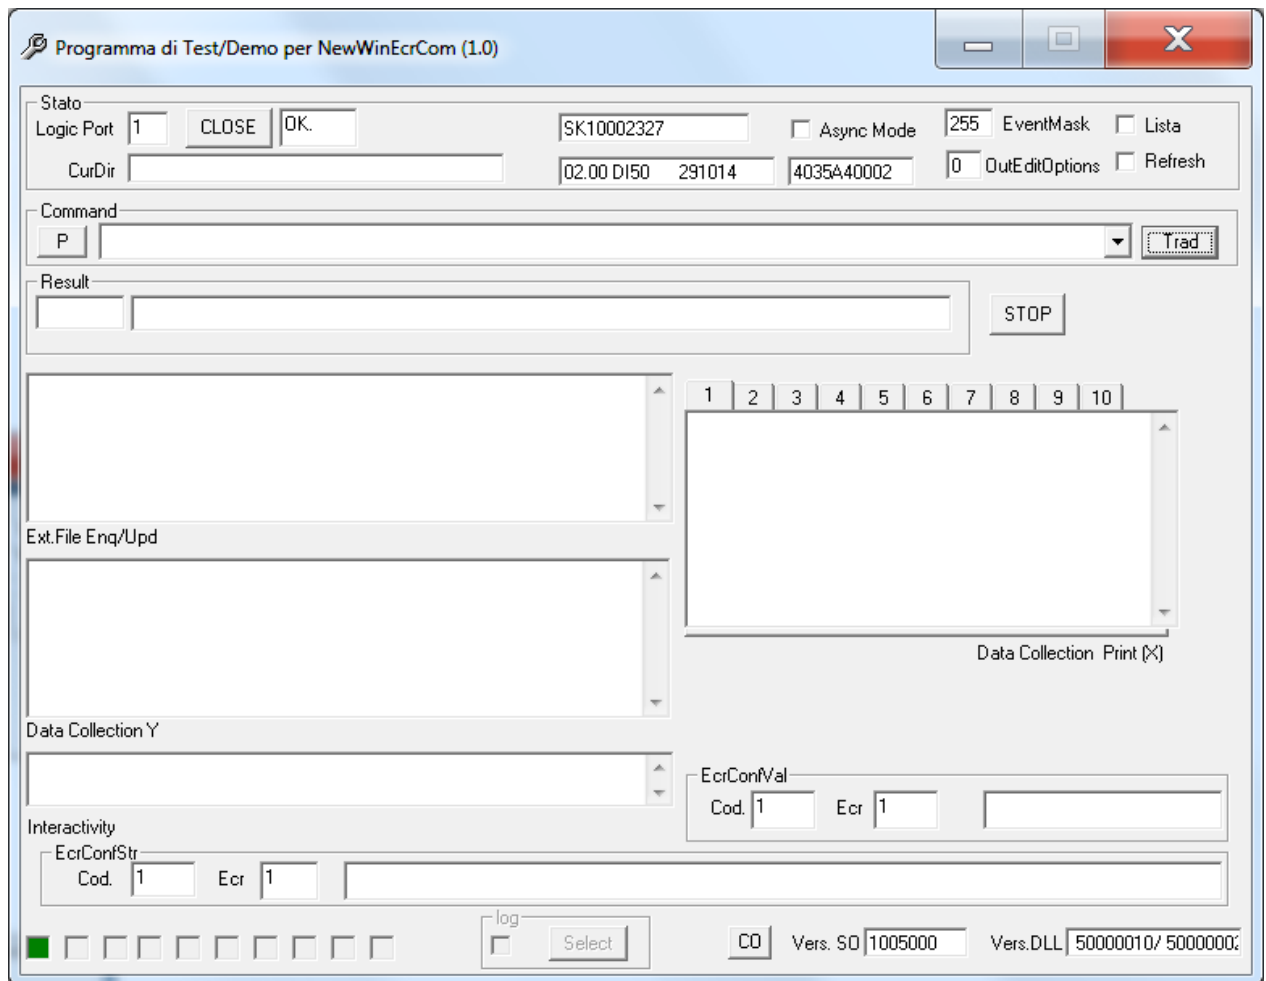 Programma di Test/Demo per NewWinEcrCom (1.0)
Stato
Logic Port 1 CLOSE OK. SK10002327 Async Mode 255 EventMask Lista
CurDir 02.00 DI50 291014 4035A40002 0 OutEditOptions Refresh
Command
P Trad
Result
STOP
1 2 3 4 5 6 7 8 9 10
Ext.File Enq/Upd
Data Collection Print (X)
Data Collection Y
EcrConfVal
Cod. 1 Ecr 1
Interactivity
EcrConfStr
Cod. 1 Ecr 1
log
Select CO Vers. SO 1005000 Vers.DLL 50000010/ 50000002